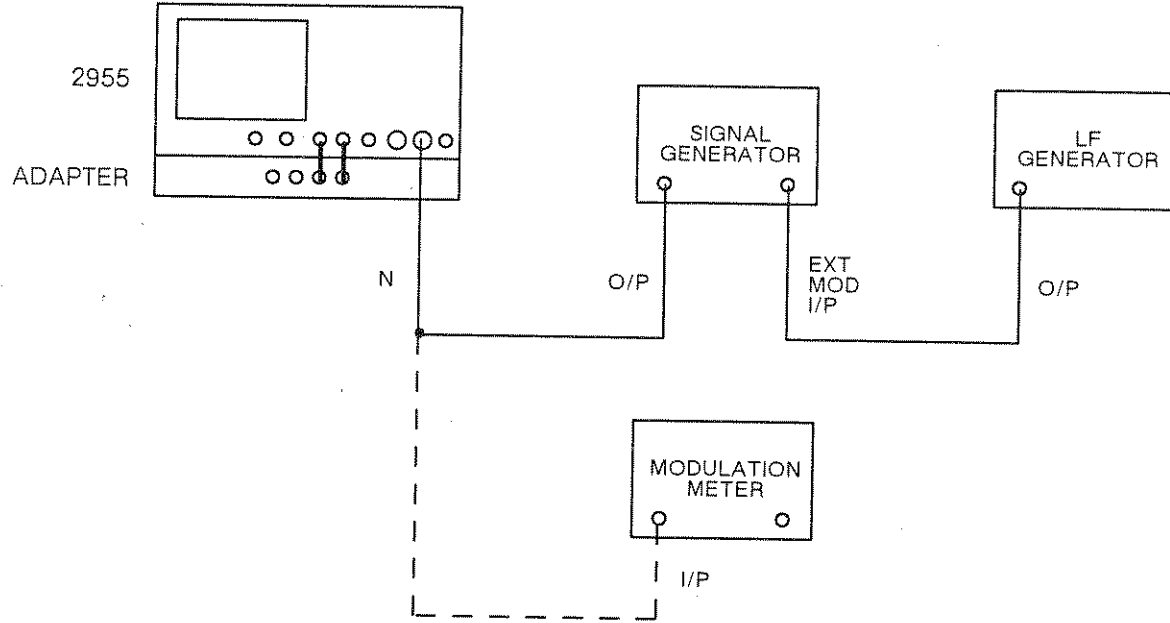 2955
ADAPTER
SIGNAL
GENERATOR
LF
GENERATOR
N
O/P
EXT
MOD
I/P
O/P
MODULATION
METER
I/P